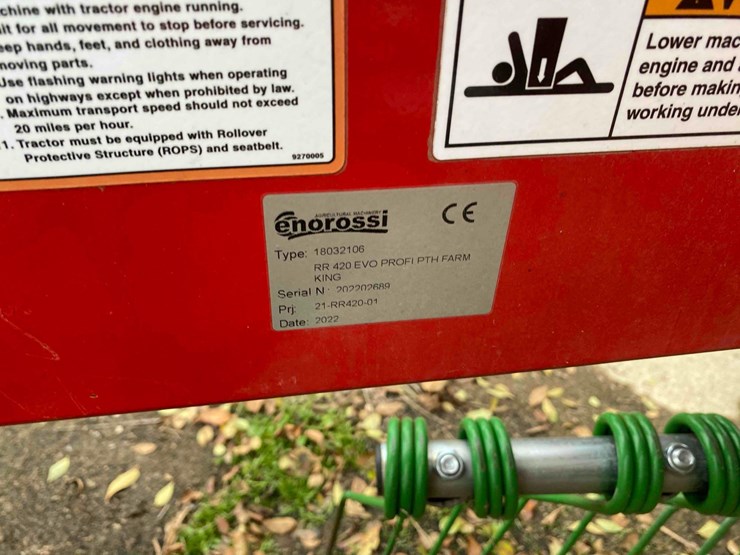 chine with tractor engine running.
it for all movement to stop before servicing.
eep hands, feet, and clothing away from
moving parts.
Use flashing warning lights when operating
on highways except when prohibited by law.
. Maximum transport speed should not exceed
20 miles per hour.
1. Tractor must be equipped with Rollover
Protective Structure (ROPS) and seatbelt.
9270005
Lower mac
engine and
before makin
working unde
AGRICULTURAL MACHINERY
enorossi
CE
Type: 18032106
RR 420 EVO PROFI PTH FARM
KING
Serial N : 202202689
Prj: 21-RR420-01
Date: 2022